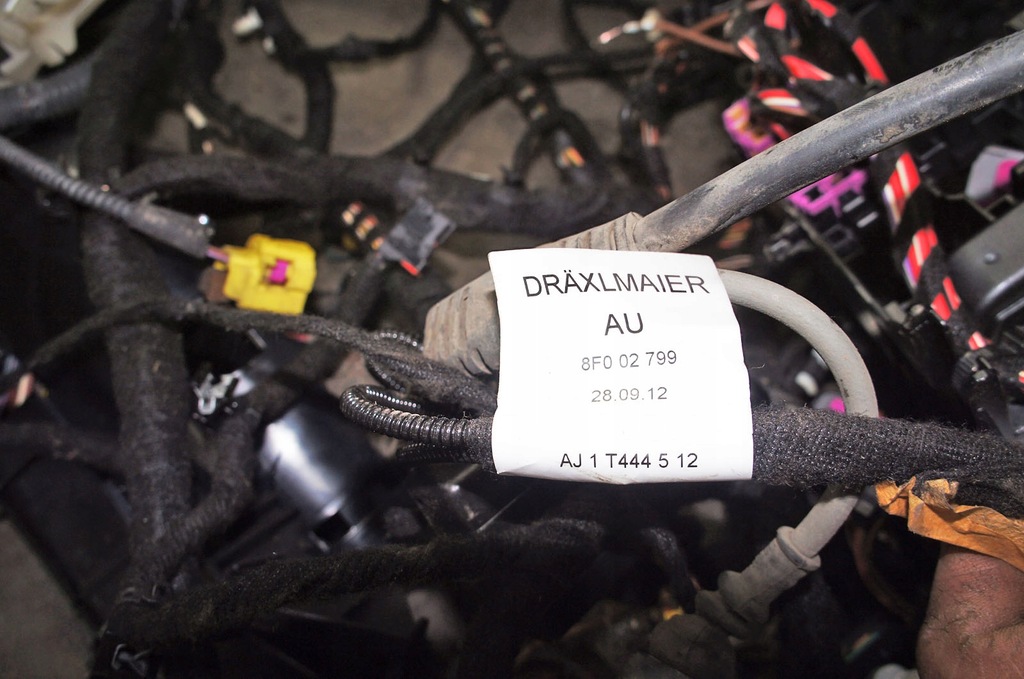 DRÄXLMAIER
AU
8F0 02 799
28.09.12
AJ 1 T444 5 12